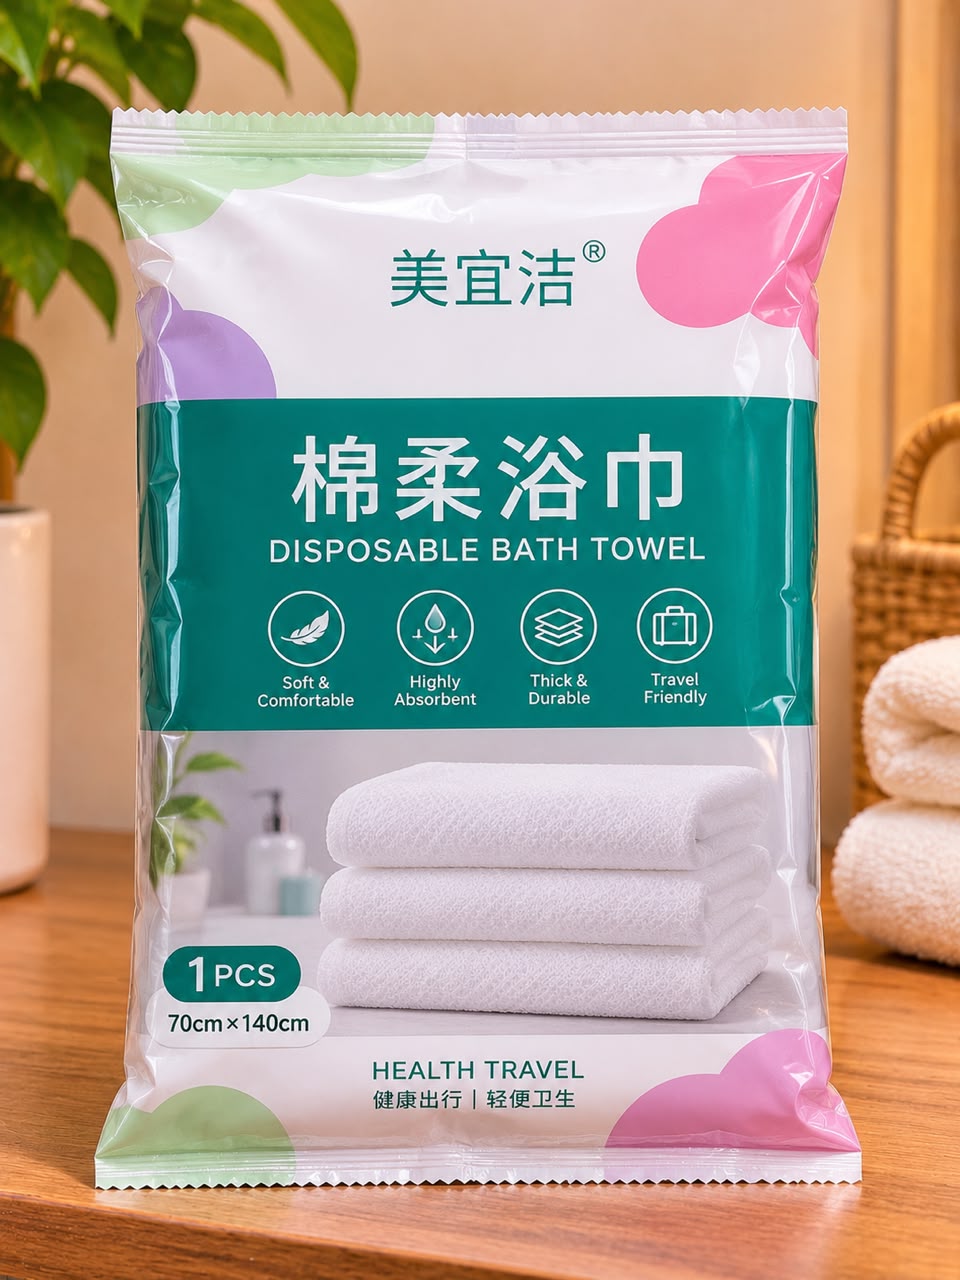 美宜洁®
棉柔浴巾
DISPOSABLE BATH TOWEL
Soft &
Comfortable
Highly
Absorbent
Thick &
Durable
Travel
Friendly
1PCS
70cm×140cm
HEALTH TRAVEL
健康出行 | 轻便卫生